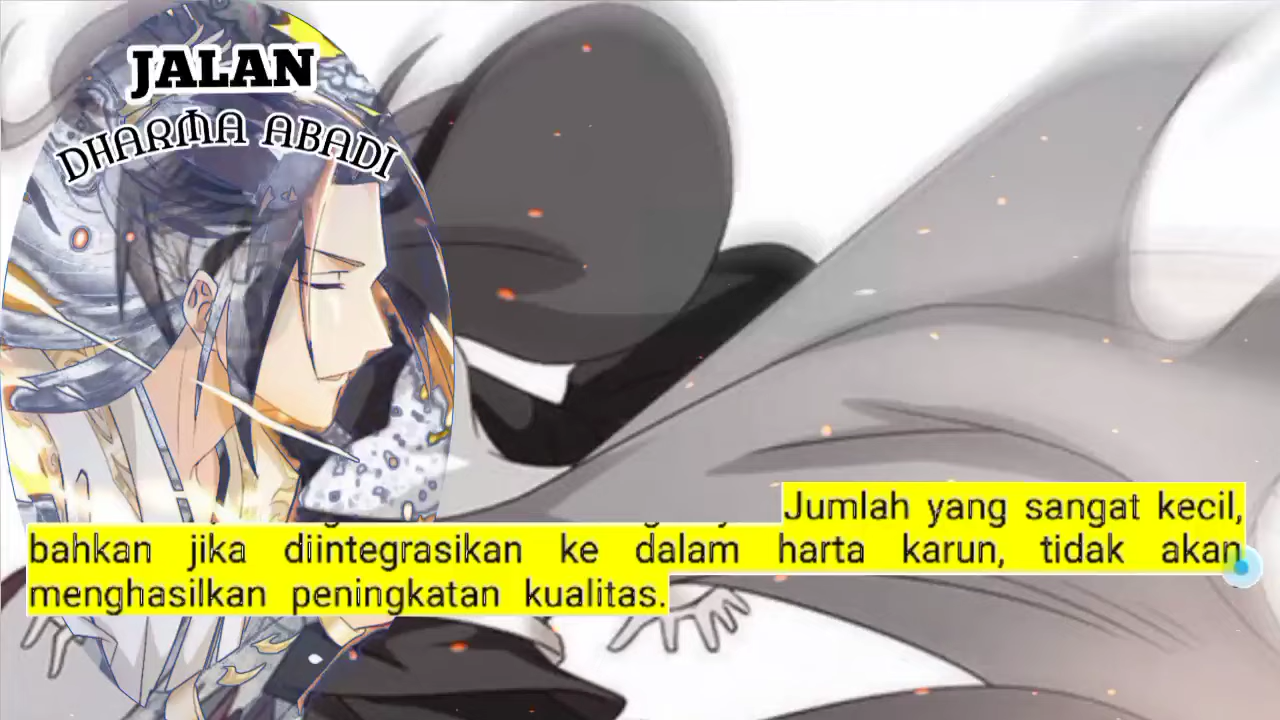 JALAN
DHARMA ABADI
Jumlah yang sangat kecil,
bahkan jika diintegrasikan ke dalam harta karun, tidak akan
menghasilkan peningkatan kualitas.